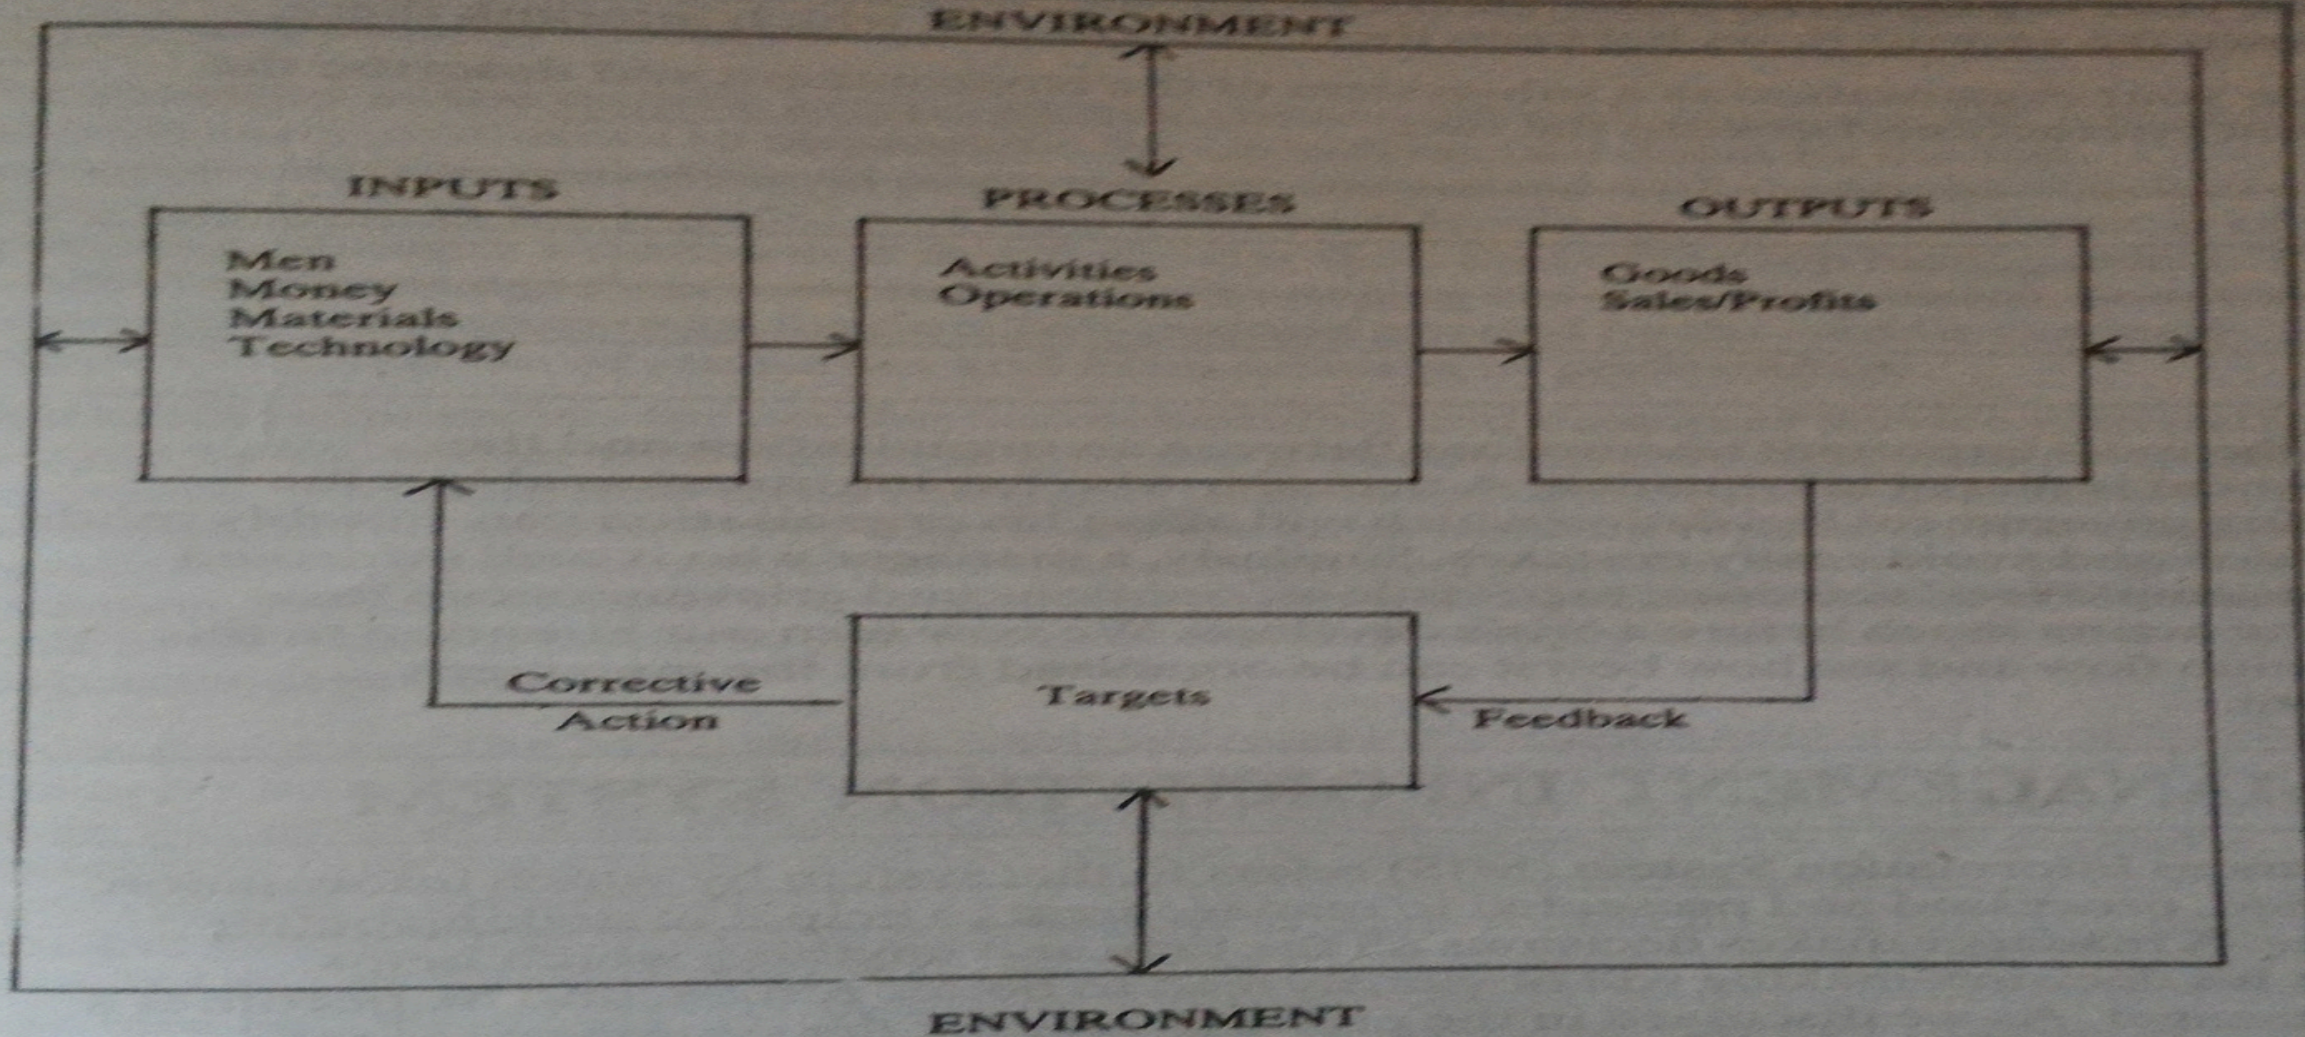 ENVIRONMENT
INPUTS
PROCESSES
OUTPUTS
Men
Money
Materials
Technology
Activities
Operations
Goods
Sales/Profits
Corrective
Action
Targets
Feedback
ENVIRONMENT